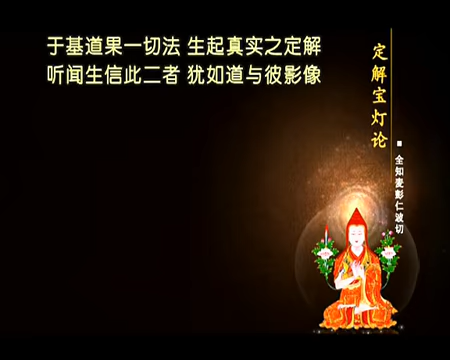 于基道果一切法 生起真实之定解
听闻生信此二者 犹如道与彼影像
定解宝灯论
■ 全知麦彭仁波切